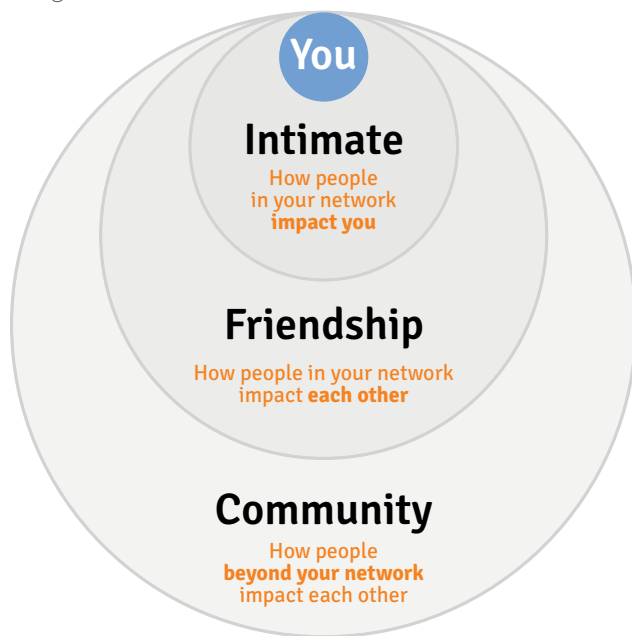 You
Intimate
How people
in your network
impact you
Friendship
How people in your network
impact each other
Community
How people
beyond your network
impact each other